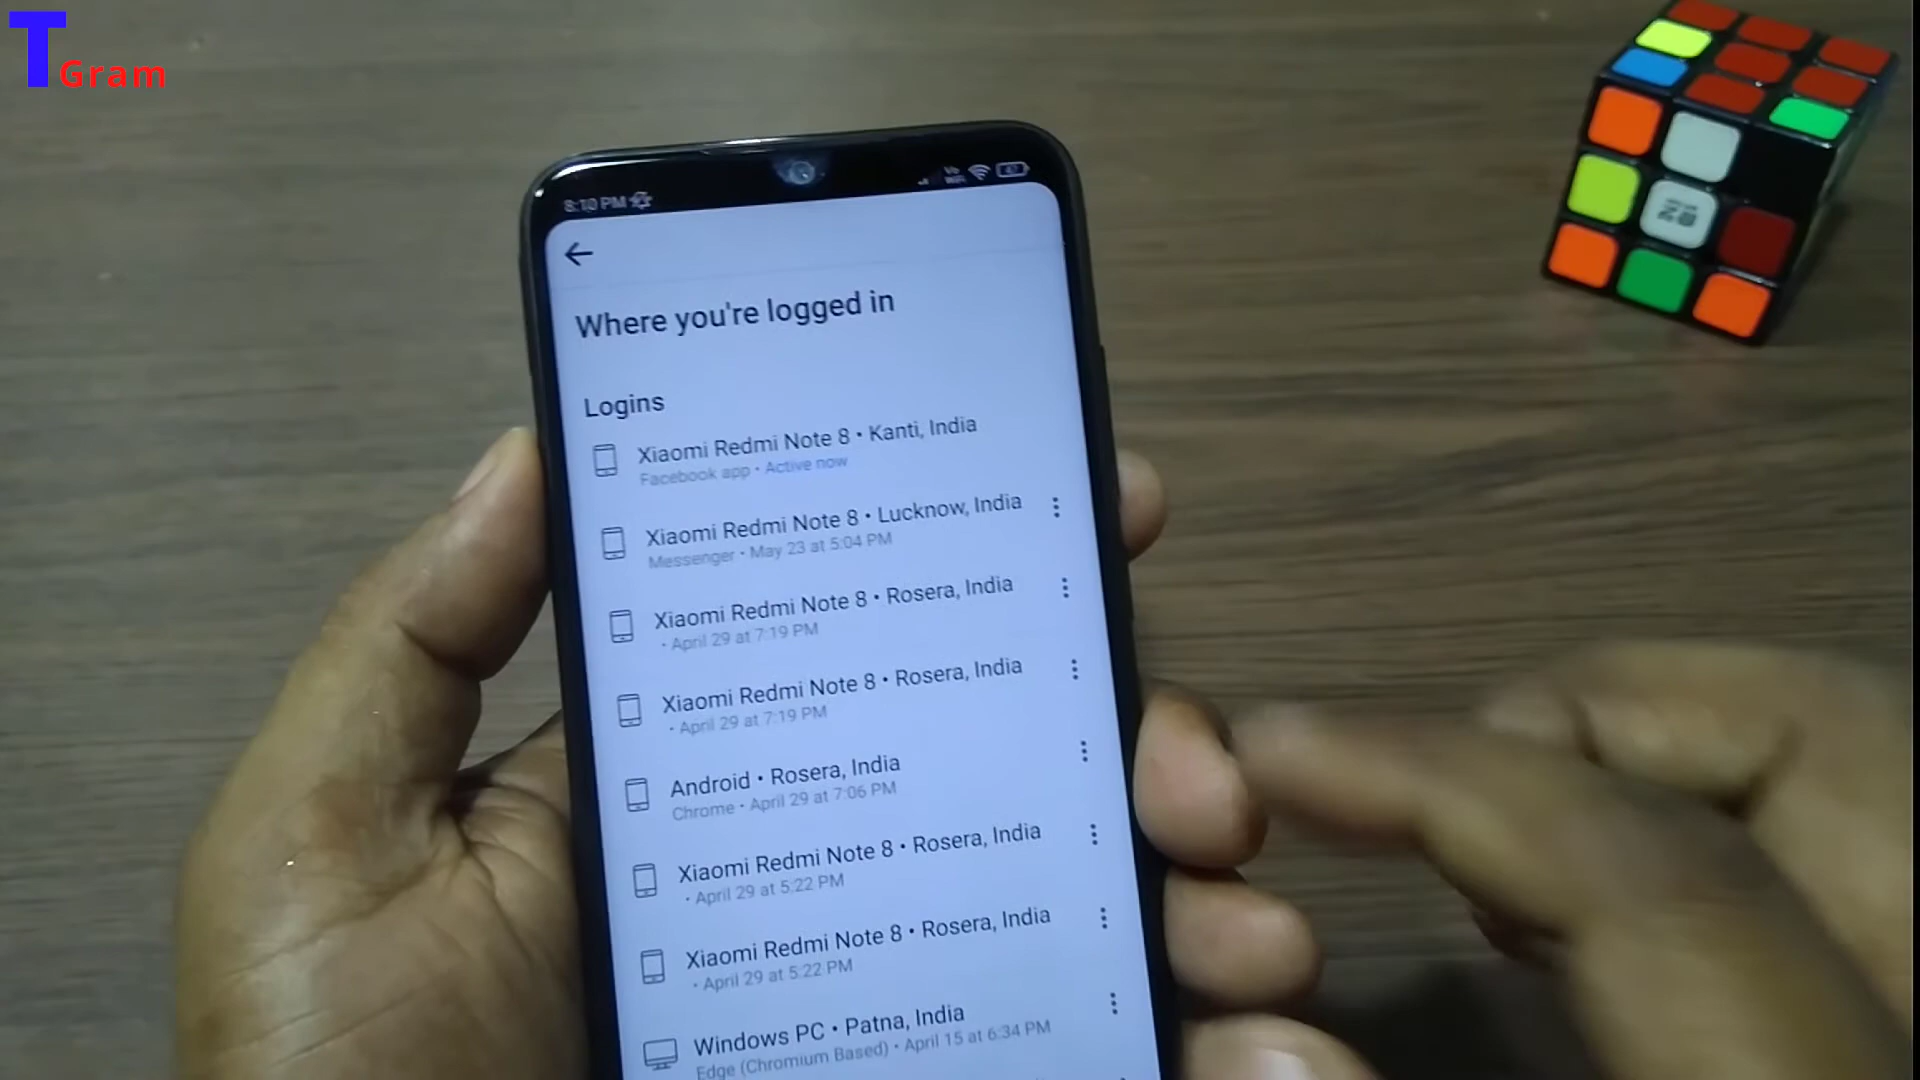 T
Gram
8:10 PM
Where you're logged in
Logins
Xiaomi Redmi Note 8 • Kanti, India
Facebook app • Active now
Xiaomi Redmi Note 8 • Lucknow, India
Messenger • May 23 at 5:04 PM
Xiaomi Redmi Note 8 • Rosera, India
• April 29 at 7:19 PM
Xiaomi Redmi Note 8 • Rosera, India
• April 29 at 7:19 PM
Android • Rosera, India
Chrome • April 29 at 7:06 PM
Xiaomi Redmi Note 8 • Rosera, India
• April 29 at 5:22 PM
Xiaomi Redmi Note 8 • Rosera, India
• April 29 at 5:22 PM
Windows PC • Patna, India
Edge (Chromium Based) • April 15 at 6:34 PM